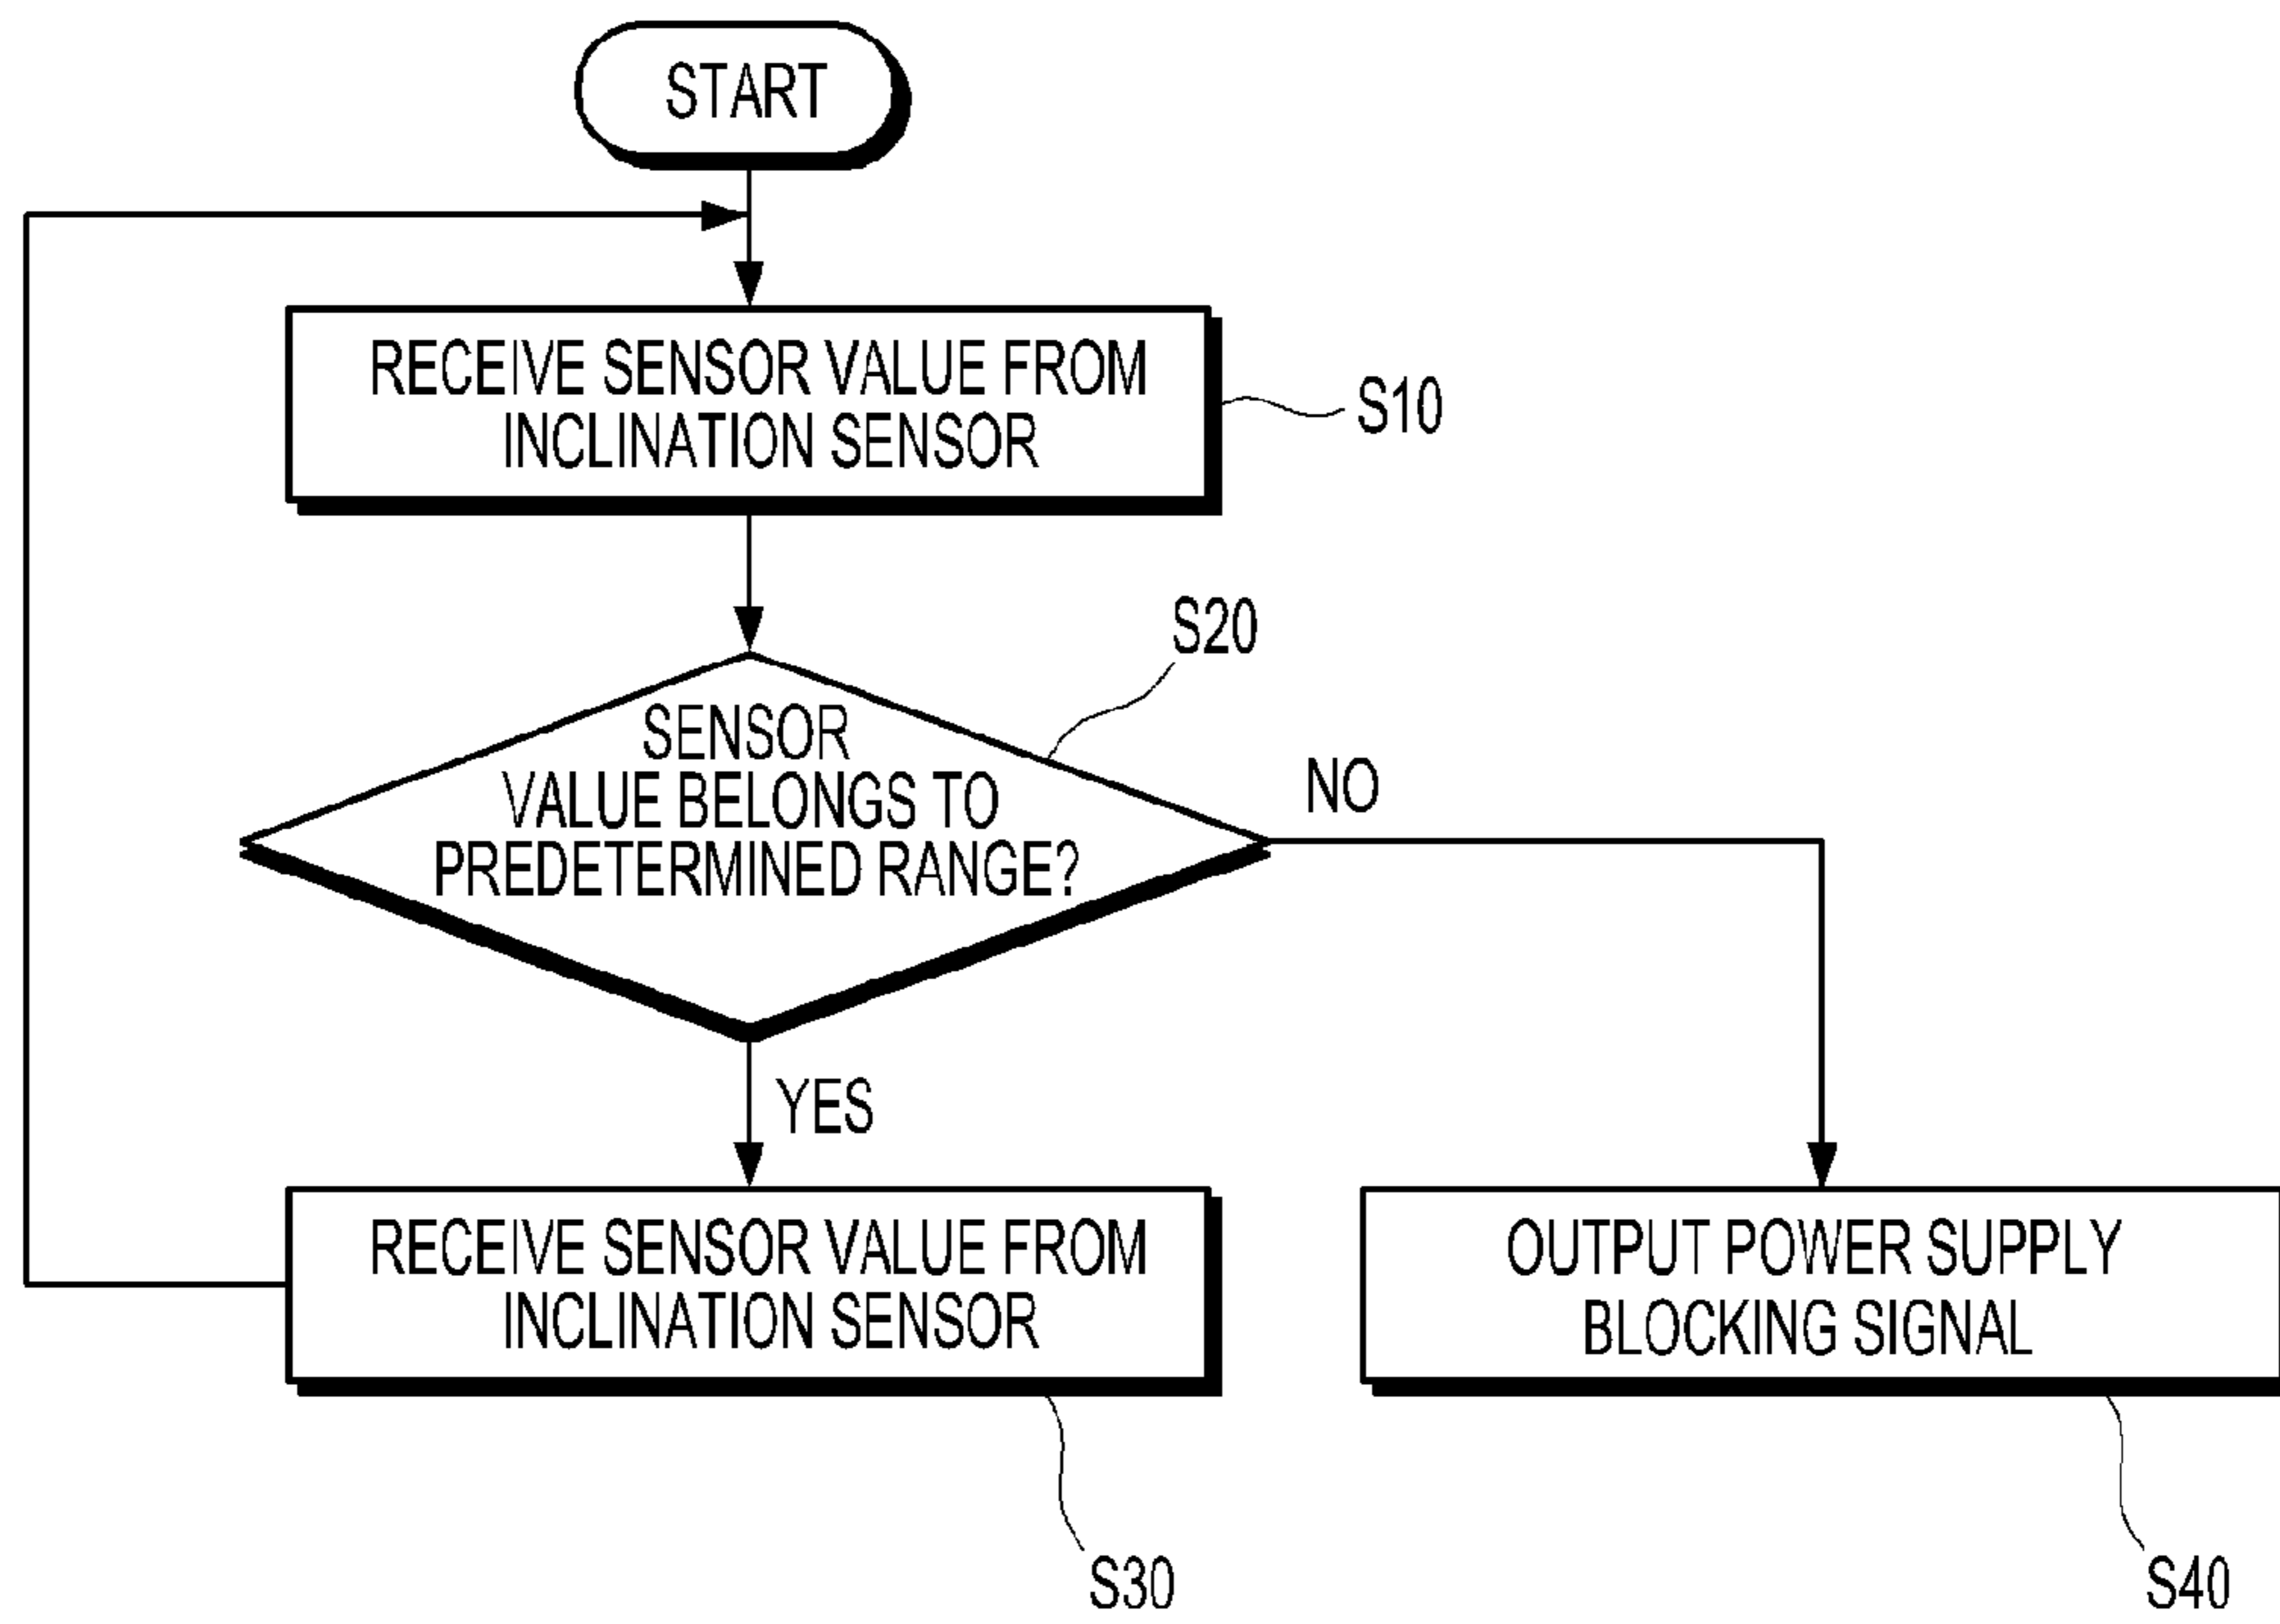 START
RECEIVE SENSOR VALUE FROM
INCLINATION SENSOR
S10
S20
SENSOR
VALUE BELONGS TO
PREDETERMINED RANGE?
NO
YES
RECEIVE SENSOR VALUE FROM
INCLINATION SENSOR
OUTPUT POWER SUPPLY
BLOCKING SIGNAL
S30
S40